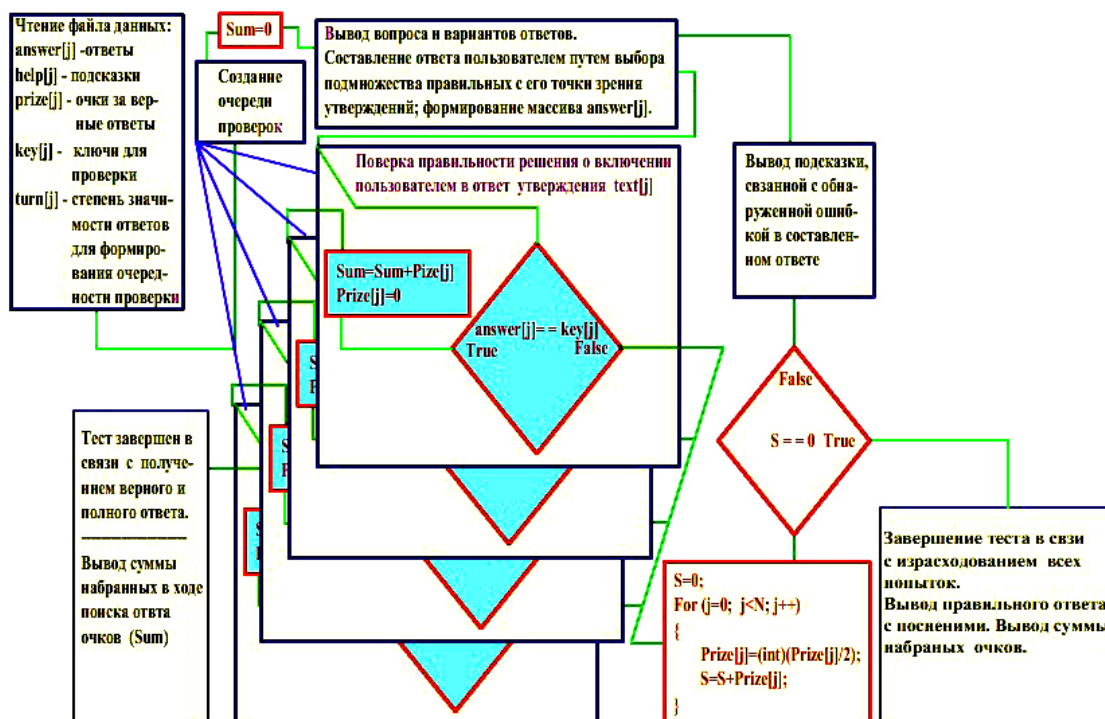 Чтение файла данных:
answer[j] -ответы
help[j] - подсказки
prize[j] - очки за вер-
ные ответы
key[j] - ключи для
проверки
turn[j] - степень значи-
мости ответов
для формиро-
вания очеред-
ности проверки
Sum=0
Создание
очереди
проверок
Вывод вопроса и вариантов ответов.
Составление ответа пользователем путем выбора
подмножества правильных с его точки зрения
утверждений; формирование массива answer[j].
Поверка правильности решения о включении
пользователем в ответ утверждения text[j]
Sum=Sum+Pize[j]
Prize[j]=0
answer[j]= = key[j]
True
False
S
S
S
Вывод подсказки,
свзанной с обна-
руженной ошиб-
кой в составлен-
ном ответе
False
S = = 0 True
Тест завершен в
связи с получе-
нием верного и
полного ответа.
Вывод суммы
набранных в ходе
поиска отвта
очков (Sum)
S=0;
For (j=0; j<N; j++)
{
Prize[j]=(int)(Prize[j]/2);
S=S+Prize[j];
}
Завершение теста в свзи
с израсходованием всех
попыток.
Вывод правильного ответа
с посненими. Вывод суммы
набраных очков.